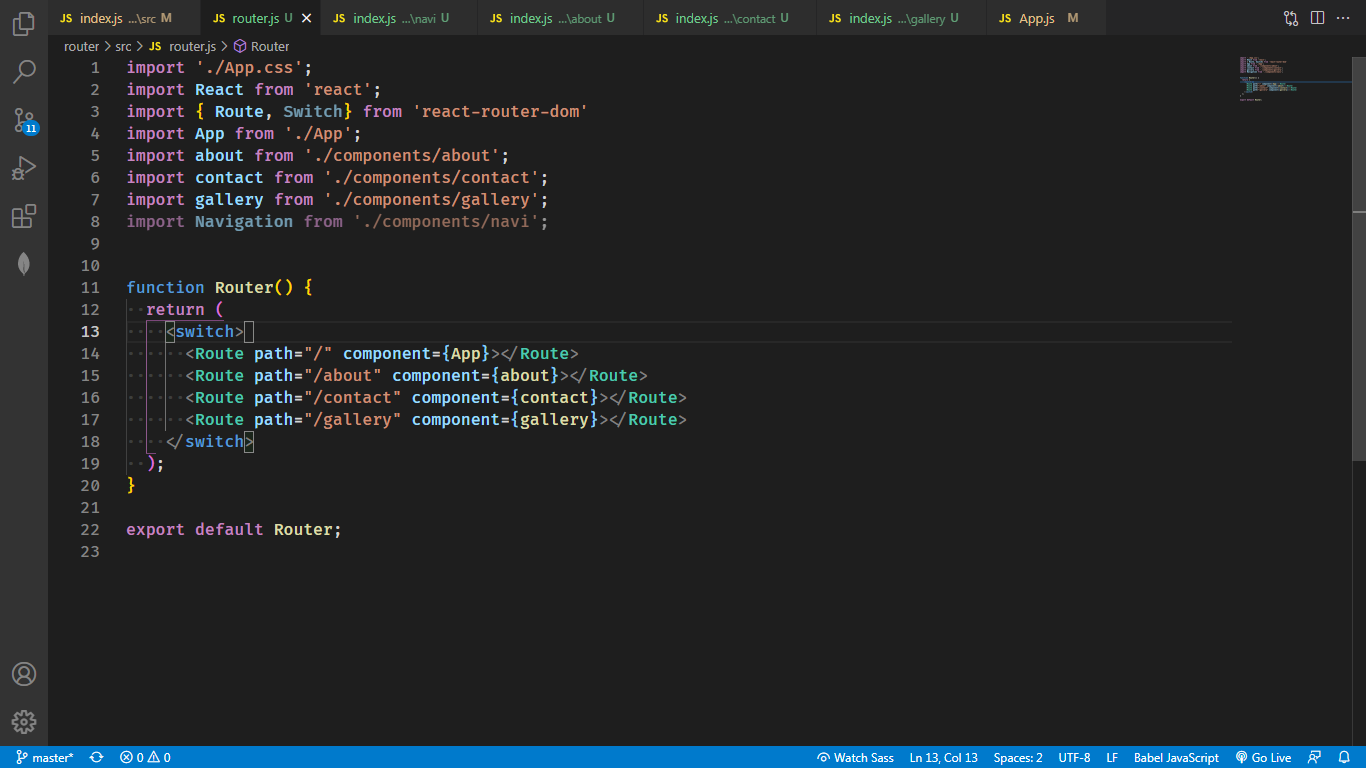 JS index.js ...\src M JS router.js U JS index.js ...\navi U JS index.js ...\about U JS index.js ...\contact U JS index.js ...\gallery U JS App.js M
router > src > JS router.js > Router
1 import './App.css';
2 import React from 'react';
3 import { Route, Switch} from 'react-router-dom'
4 import App from './App';
5 import about from './components/about';
6 import contact from './components/contact';
7 import gallery from './components/gallery';
8 import Navigation from './components/navi';
9
10
11 function Router() {
12 return (
13 <switch>
14 <Route path="/" component={App}></Route>
15 <Route path="/about" component={about}></Route>
16 <Route path="/contact" component={contact}></Route>
17 <Route path="/gallery" component={gallery}></Route>
18 </switch>
19 );
20 }
21
22 export default Router;
23
11
master* 0 0 Watch Sass Ln 13, Col 13 Spaces: 2 UTF-8 LF Babel JavaScript Go Live